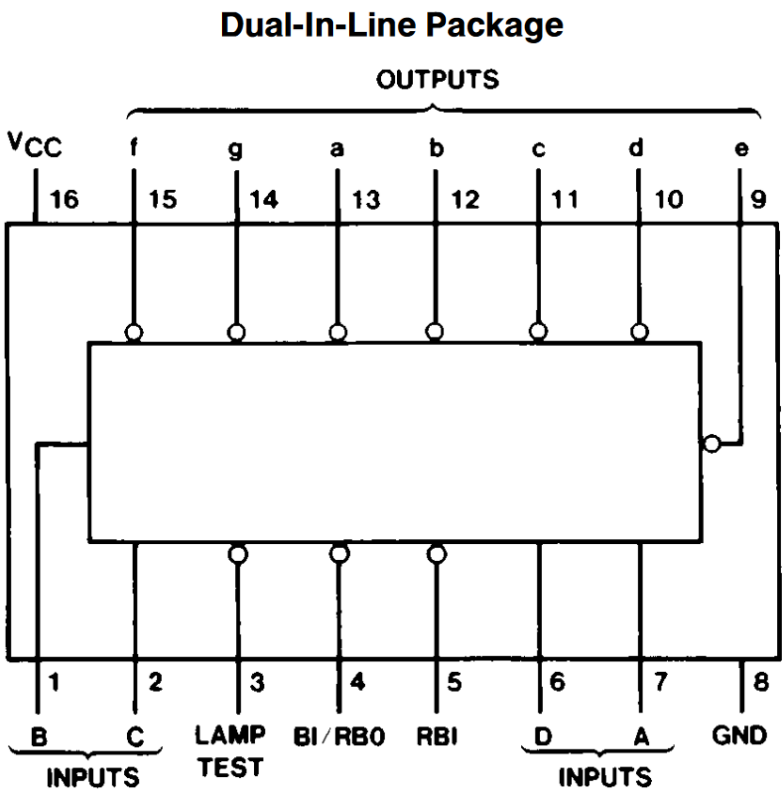 Dual-In-Line Package
OUTPUTS
VCC f g a b c d e
16 15 14 13 12 11 10 9
1 2 3 4 5 6 7 8
B C LAMP BI/RBO RBI D A GND
TEST
INPUTS INPUTS